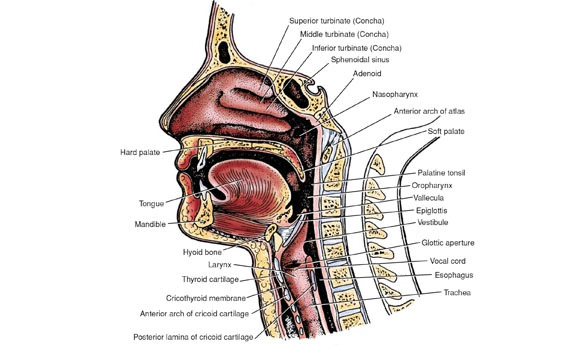 Superior turbinate (Concha)
Middle turbinate (Concha)
Inferior turbinate (Concha)
Sphenoidal sinus
Adenoid
Nasopharynx
Anterior arch of atlas
Soft palate
Hard palate
Palatine tonsil
Oropharynx
Vallecula
Tongue
Epiglottis
Mandible
Vestibule
Glottic aperture
Hyoid bone
Vocal cord
Larynx
Esophagus
Thyroid cartilage
Trachea
Cricothyroid membrane
Anterior arch of cricoid cartilage
Posterior lamina of cricoid cartilage